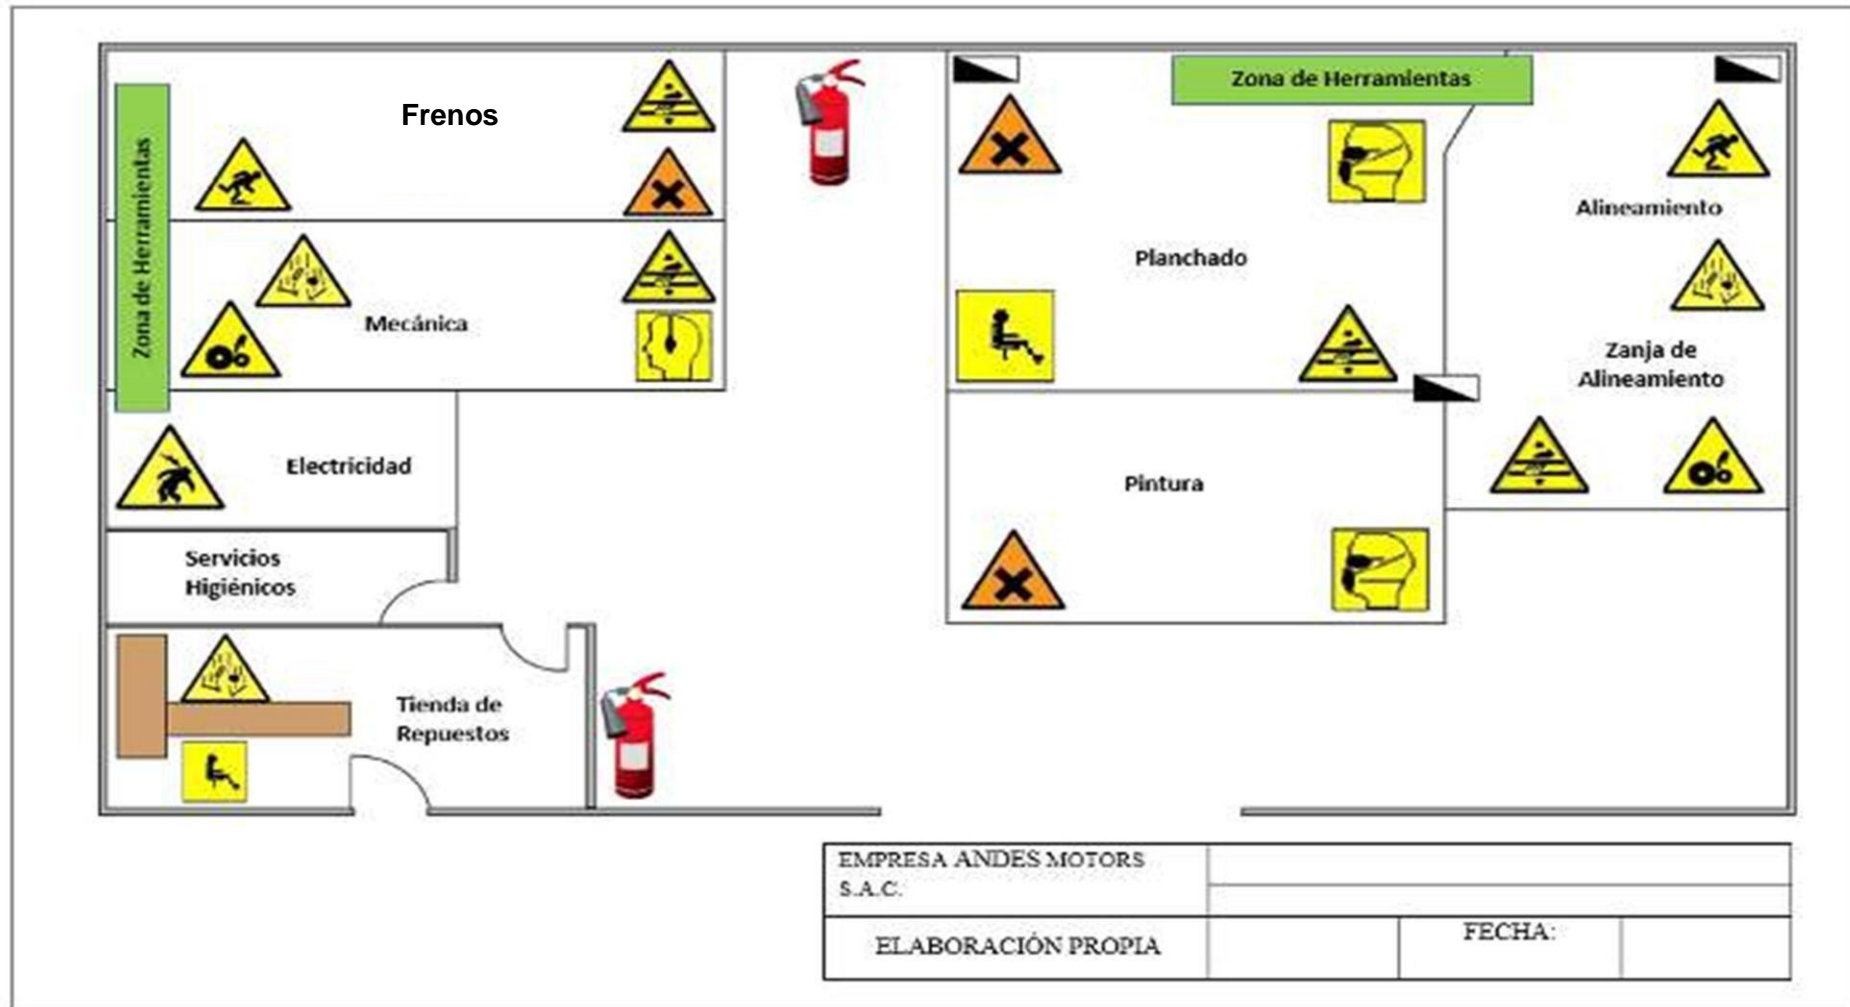 Zona de Herramientas
Frenos
Mecánica
Electricidad
Servicios
Higiénicos
Tienda de
Repuestos
Zona de Herramientas
Planchado
Pintura
Alineamiento
Zanja de
Alineamiento
EMPRESA ANDES MOTORS
S.A.C.
ELABORACIÓN PROPIA
FECHA: